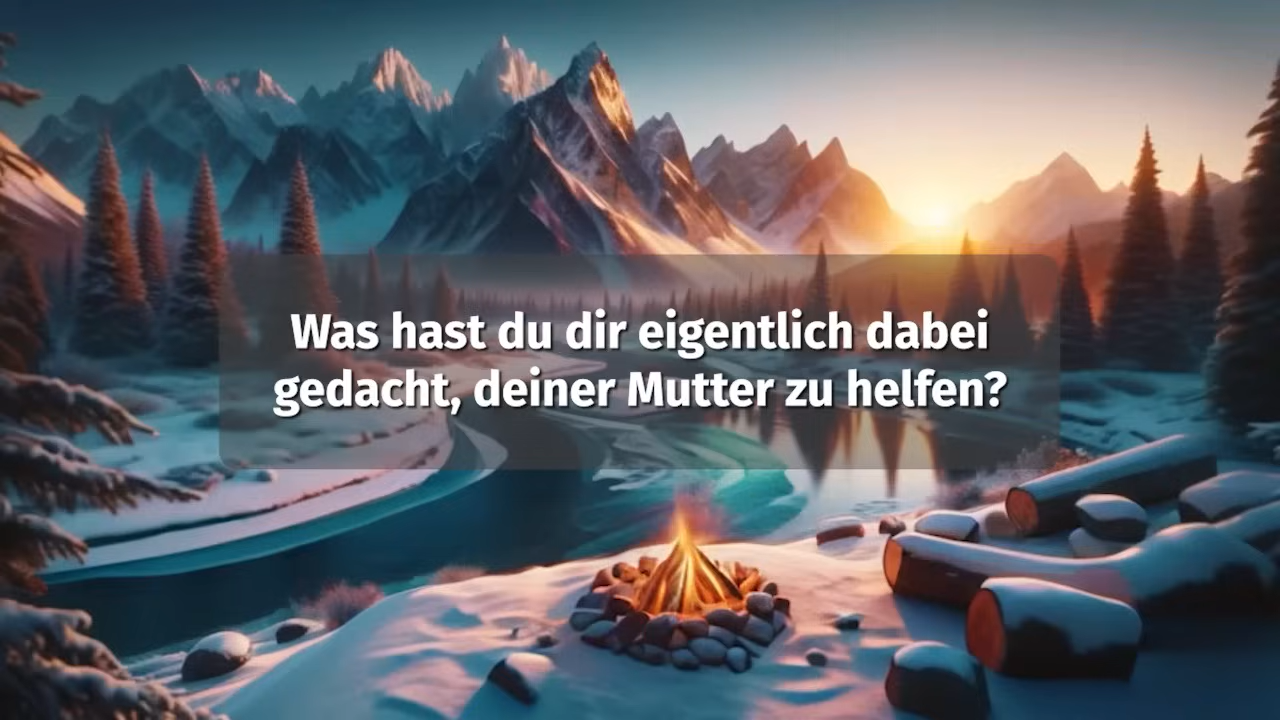 Was hast du dir eigentlich dabei
gedacht, deiner Mutter zu helfen?